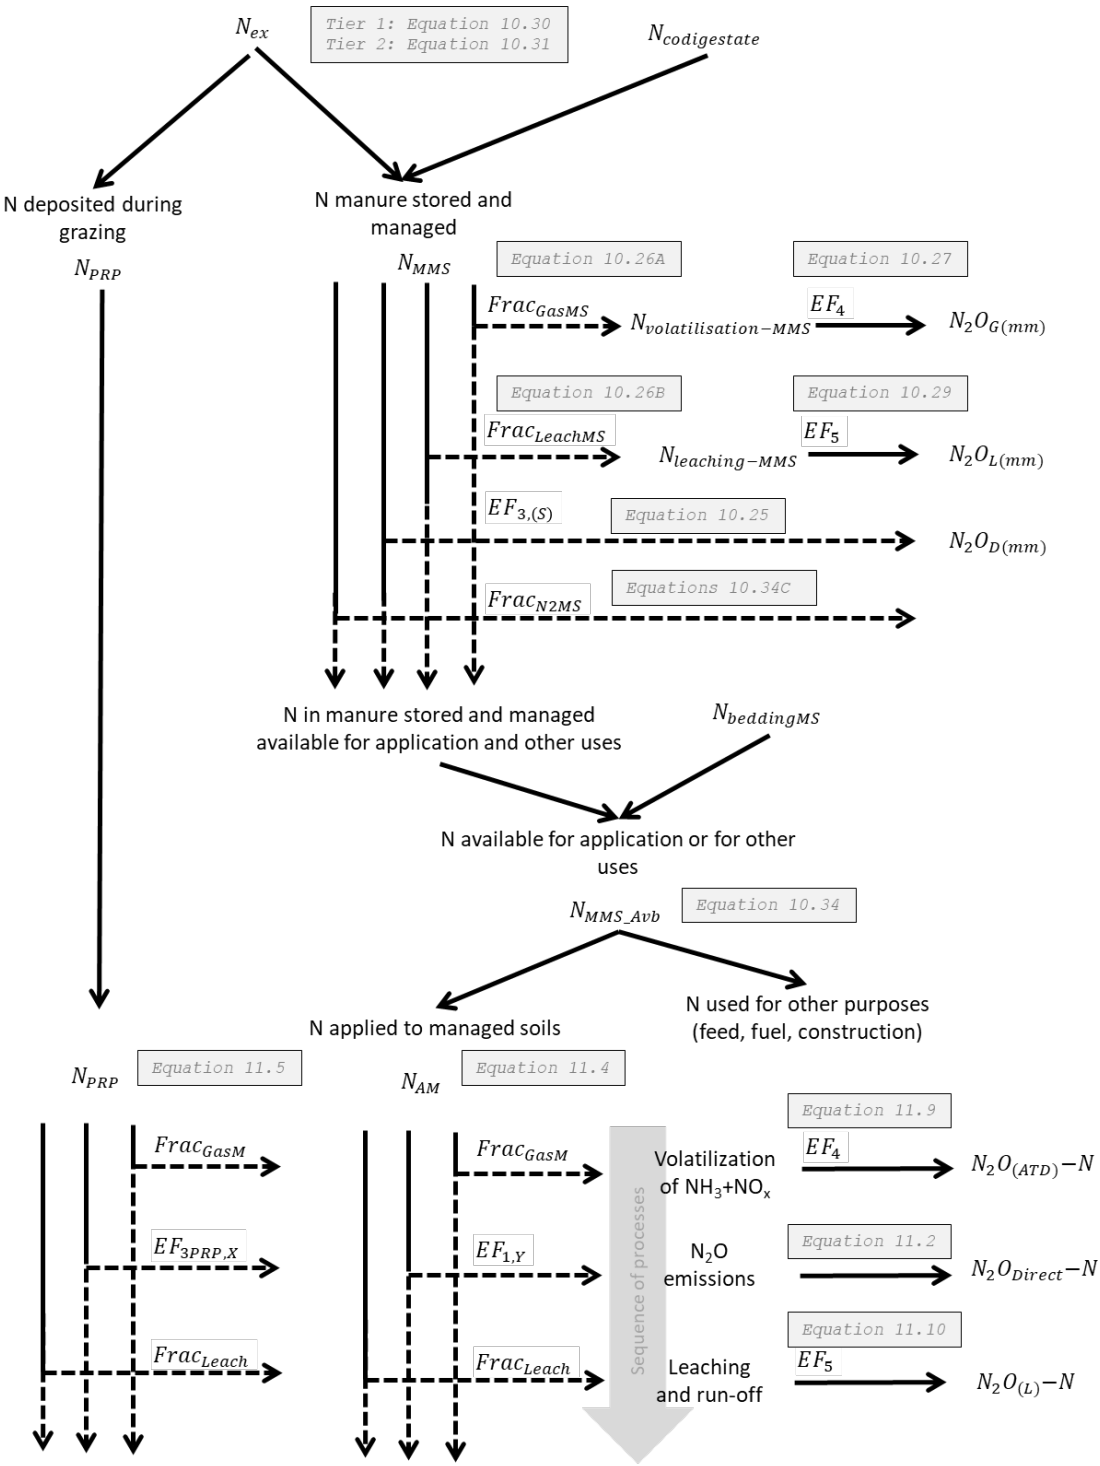 N_ex
Tier 1: Equation 10.30
Tier 2: Equation 10.31
N_codigestate
N deposited during
grazing
N_PRP
N manure stored and
managed
N_MMS
Equation 10.26A
Equation 10.27
Frac_GasMS
N_volatilisation−MMS
EF_4
N_2O_G(mm)
Equation 10.26B
Equation 10.29
Frac_LeachMS
N_leaching−MMS
EF_5
N_2O_L(mm)
EF_3,(S)
Equation 10.25
N_2O_D(mm)
Frac_N2MS
Equations 10.34C
N in manure stored and managed
available for application and other uses
N_beddingMS
N available for application or for other
uses
N_MMS_Avb
Equation 10.34
N applied to managed soils
N used for other purposes
(feed, fuel, construction)
N_PRP
Equation 11.5
N_AM
Equation 11.4
Frac_GasM
EF_3PRP,X
Frac_Leach
Frac_GasM
EF_1,Y
Frac_Leach
Sequence of processes
Equation 11.9
Volatilization
of NH_3+NO_x
EF_4
N_2O_(ATD)−N
Equation 11.2
N_2O
emissions
N_2O_Direct−N
Equation 11.10
Leaching
and run-off
EF_5
N_2O_(L)−N